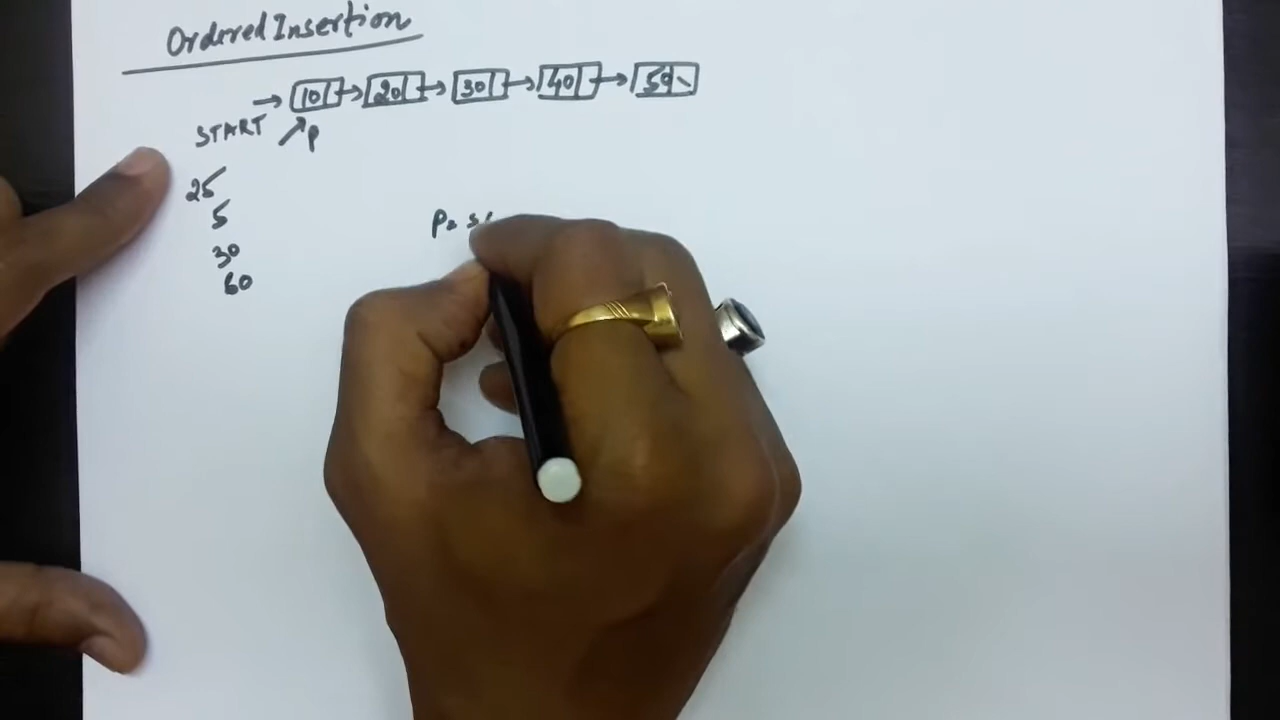 Ordered Insertion
→ 10 → 20 → 30 → 40 → 50
START P
25
5
30
60
P=